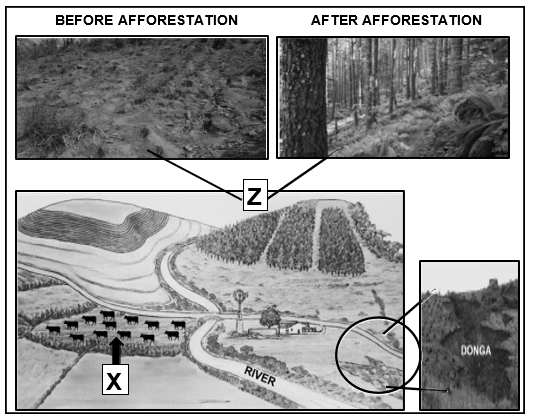 BEFORE AFFORESTATION
AFTER AFFORESTATION
Z
X
RIVER
DONGA